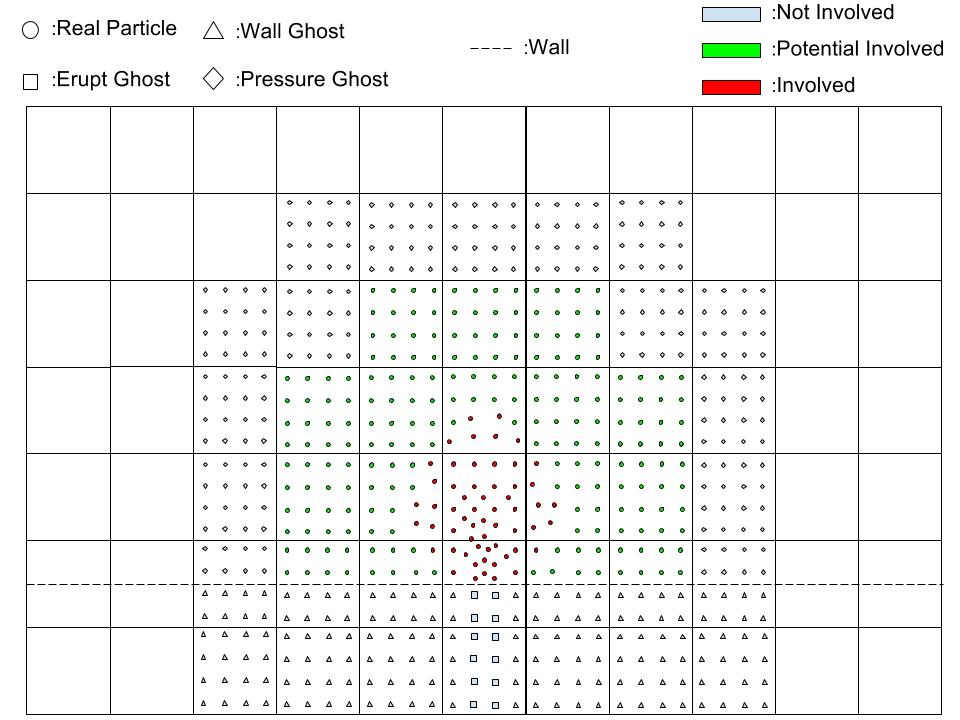 :Real Particle
:Wall Ghost
:Erupt Ghost
:Pressure Ghost
:Wall
:Not Involved
:Potential Involved
:Involved